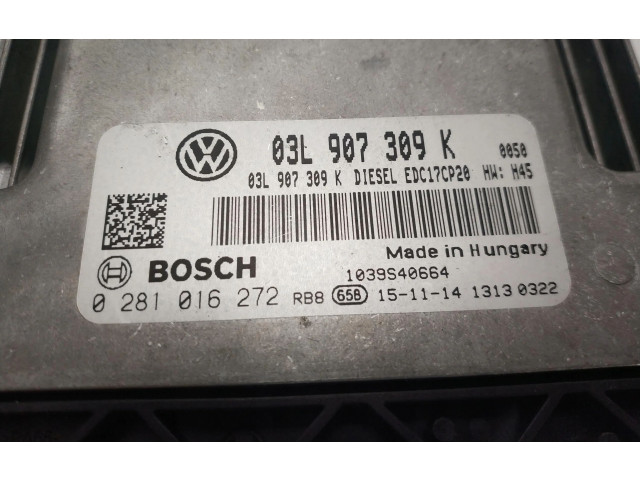 03L 907 309 K 0050
03L 907 309 K DIESEL EDC17CP20 HW: H45
Made in Hungary
BOSCH 1039S40664
0 281 016 272 RB8 658 15-11-14 1313 0322